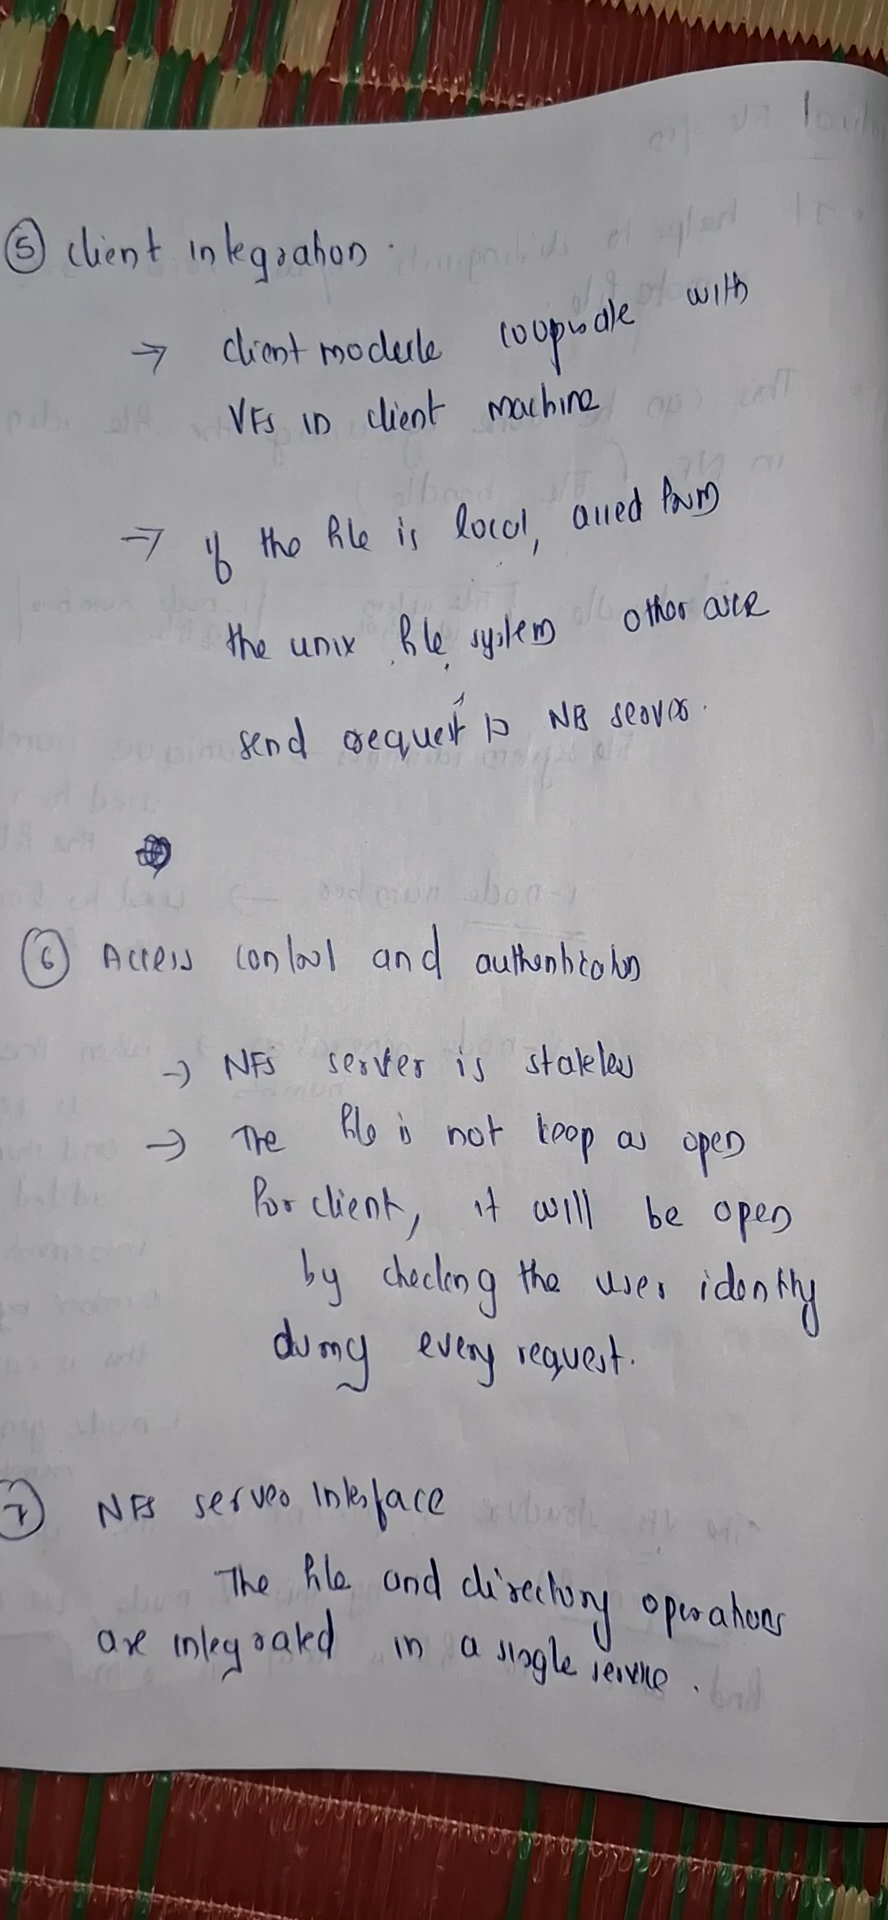 ⑤ client integration.
→ client module cooperate with
VFS in client machine
→ if the file is local, access from
the unix file system otherwise
send request to NFS server.
⑥ Access control and authentication
→ NFS server is stateless
→ The file is not keep as open
for client, it will be open
by checking the user identity
during every request.
⑦ NFS server interface
The file and directory operations
are integrated in a single service.